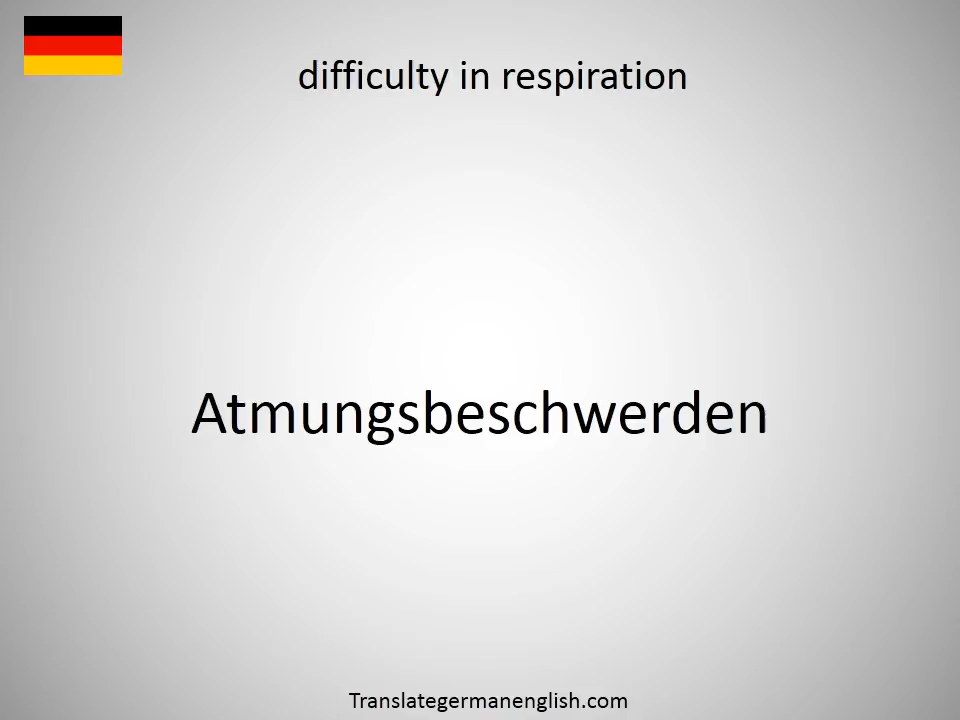 difficulty in respiration
Atmungsbeschwerden
Translategermanenglish.com